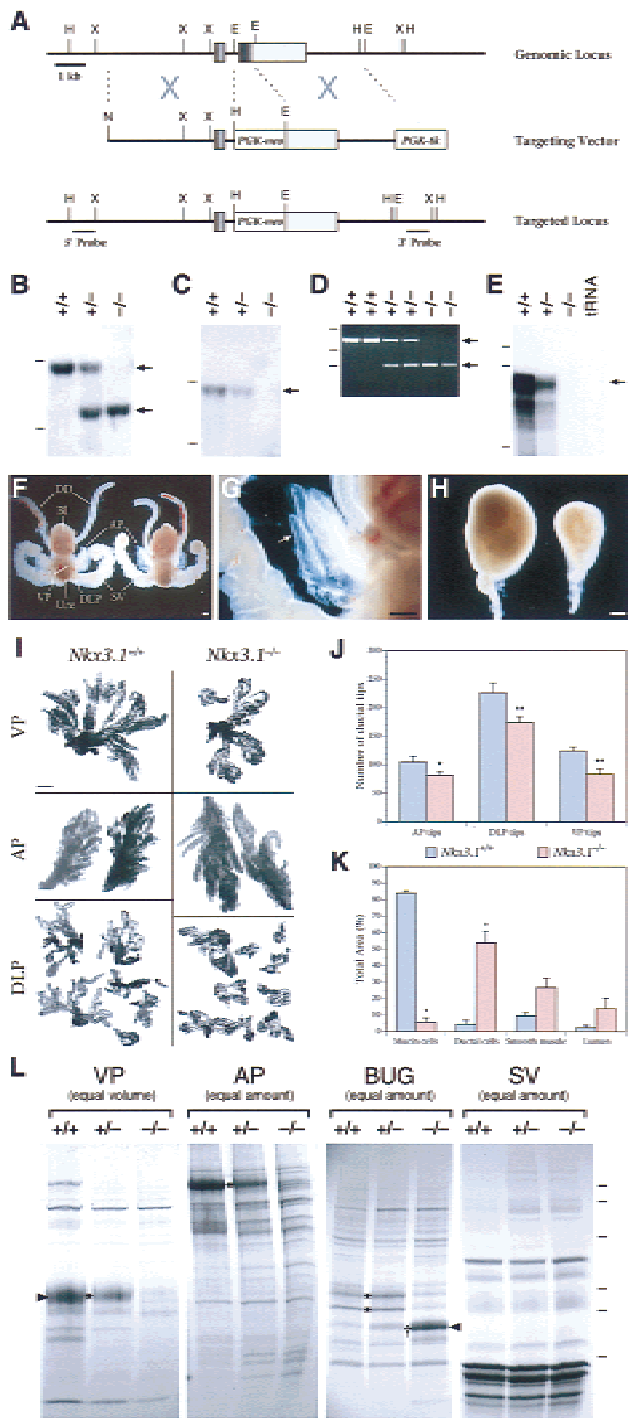 A
H X X X E E H E X H
1 kb
Genomic Locus
X X
N X X H E
PGK-neo PGK-tk
Targeting Vector
H X X X H E H E X H
PGK-neo
5' Probe 3' Probe
Targeted Locus
B +/+ +/− −/−
C +/+ +/− −/−
D +/+ +/+ +/− +/− −/− −/−
E +/+ +/− −/− tRNA
F
DD
Bl
AP
VP Ure DLP SV
G
H
I
Nkx3.1+/+ Nkx3.1−/−
VP
AP
DLP
J
Number of ductal tips
* ** **
AP tips DLP tips VP tips
Nkx3.1+/+ Nkx3.1−/−
K
Total Area (%)
* *
Mucin cells Ductal cells Smooth muscle Lumen
L
VP AP BUG SV
(equal volume) (equal amount) (equal amount) (equal amount)
+/+ +/− −/− +/+ +/− −/− +/+ +/− −/− +/+ +/− −/−